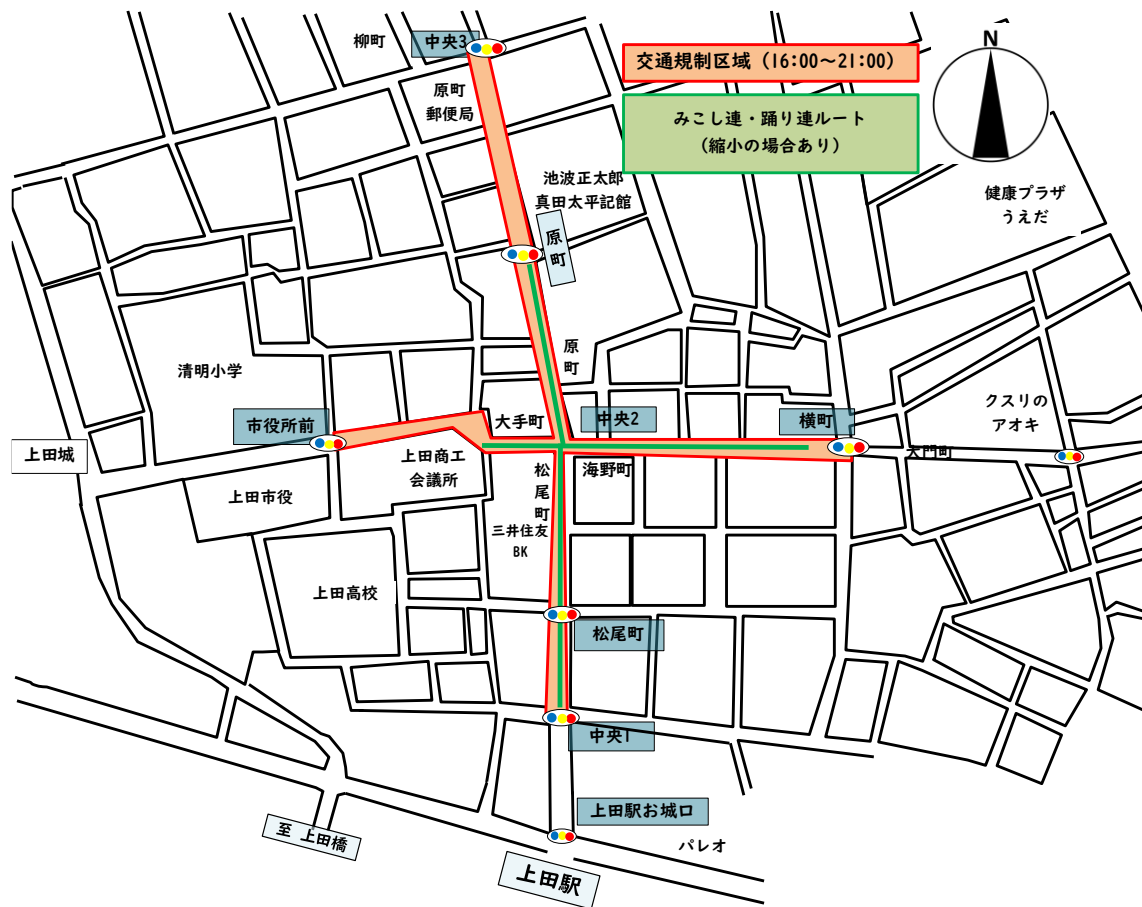 柳町
中央3
交通規制区域（16:00～21:00）
N
原町
郵便局
みこし連・踊り連ルート
（縮小の場合あり）
池波正太郎
真田太平記館
健康プラザ
うえだ
原町
原町
清明小学
市役所前
大手町
中央2
横町
クスリの
アオキ
上田城
上田商工
会議所
松尾町
海野町
大門町
上田市役
三井住友
BK
上田高校
松尾町
中央1
上田駅お城口
至 上田橋
パレオ
上田駅